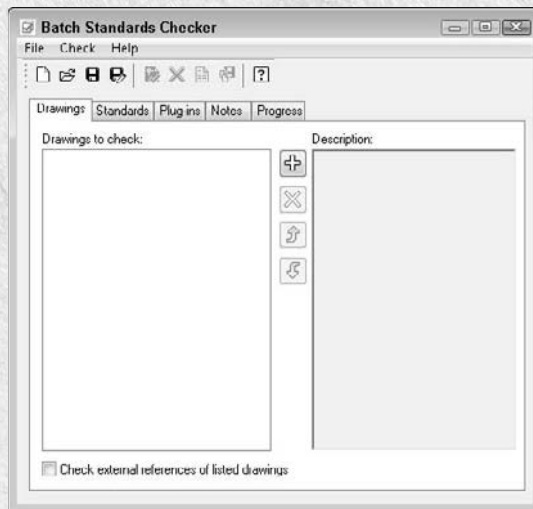 Batch Standards Checker
File Check Help
Drawings Standards Plug-ins Notes Progress
Drawings to check: Description:
Check external references of listed drawings